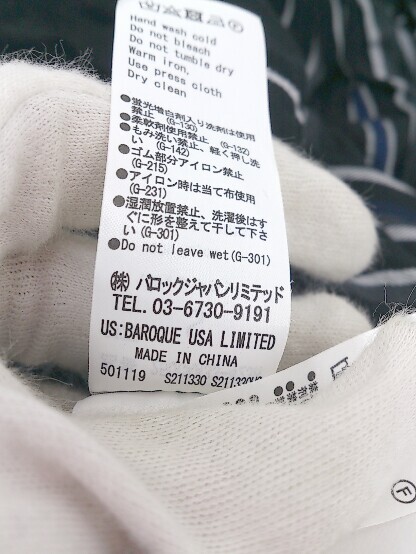 Hand wash cold
Do not bleach
Do not tumble dry
Warm iron,
Use press cloth
Dry clean
●蛍光増白剤入り洗剤は使用
禁止 (G-130)
●柔軟剤使用禁止 (G-132)
●もみ洗い禁止、軽く押し洗
い (G-142)
●ゴム部分アイロン禁止
(G-215)
●アイロン時は当て布使用
(G-231)
●湿潤放置禁止、洗濯後はす
ぐに形を整えて干して下さ
い (G-301)
●Do not leave wet(G-301)
㈱ バロックジャパンリミテッド
TEL. 03-6730-9191
US:BAROQUE USA LIMITED
MADE IN CHINA
501119 S211330
F